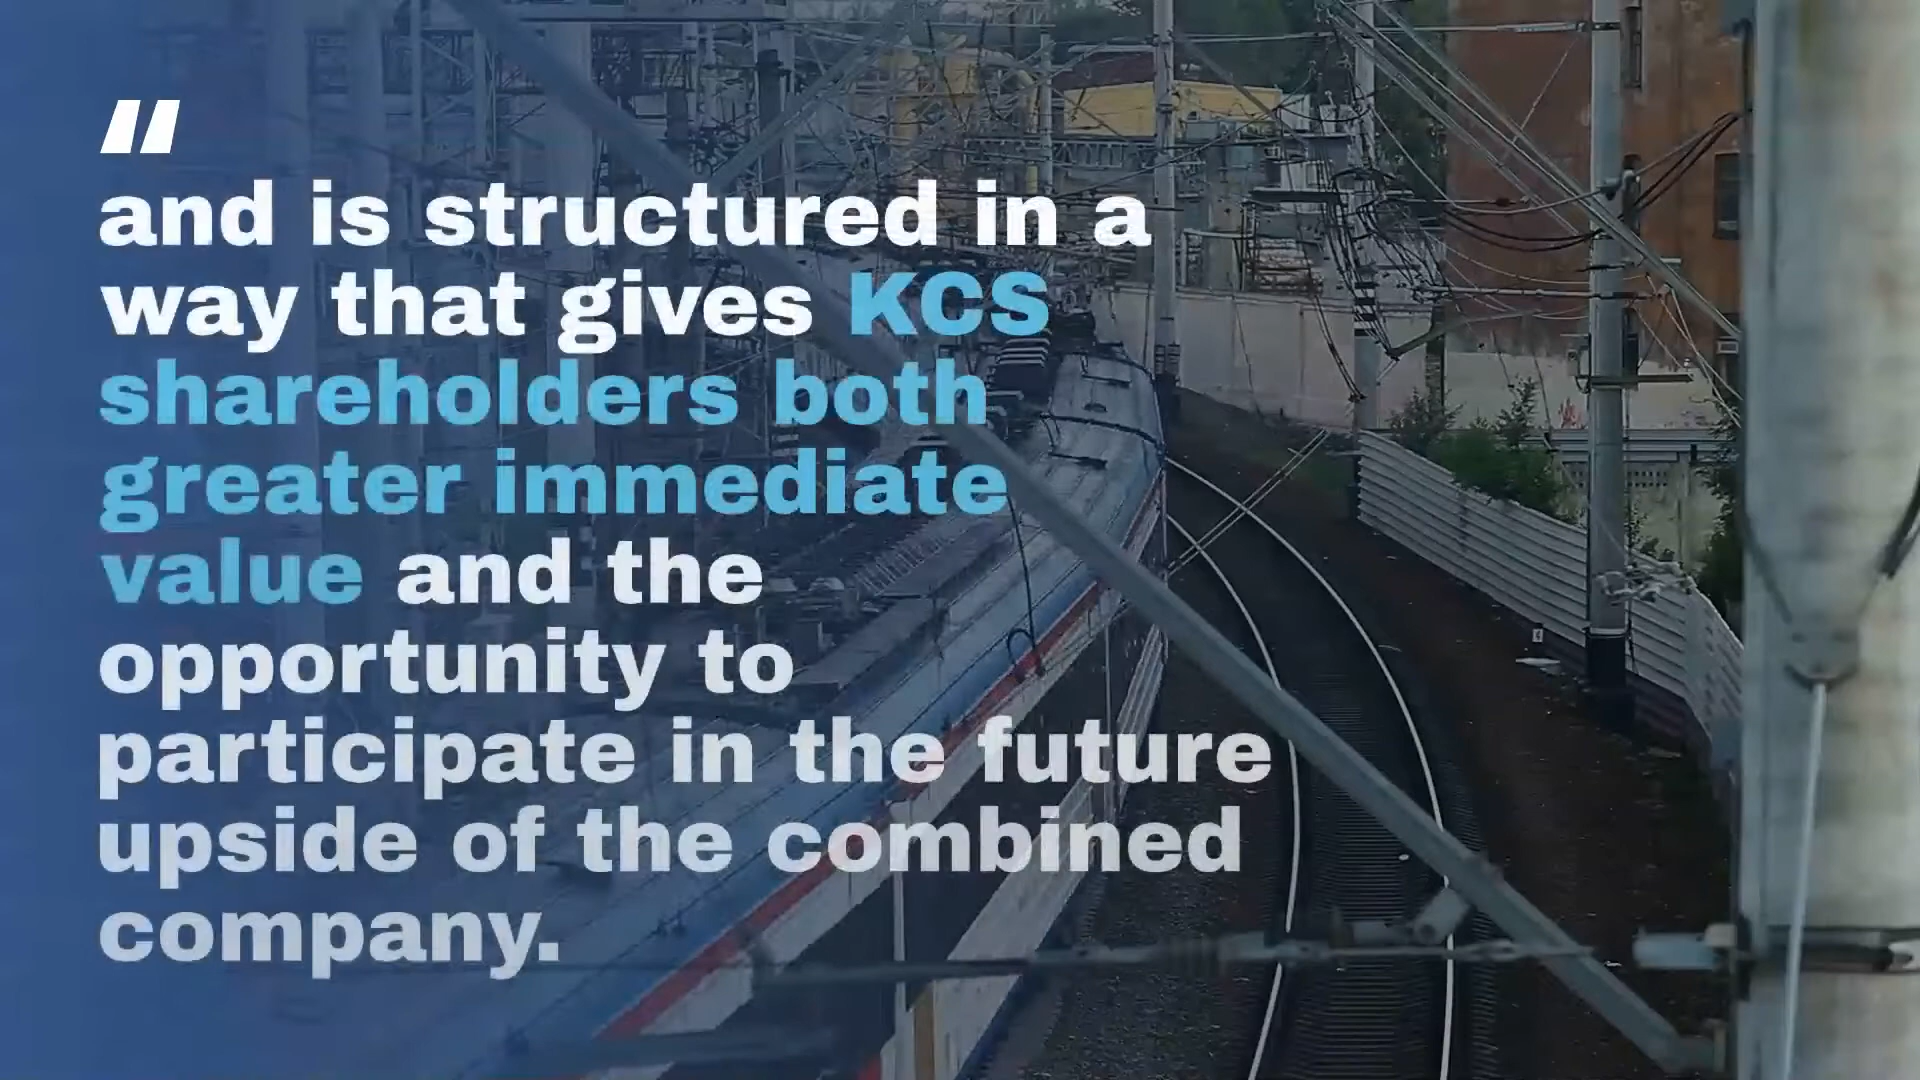 "
and is structured in a
way that gives KCS
shareholders both
greater immediate
value and the
opportunity to
participate in the future
upside of the combined
company.